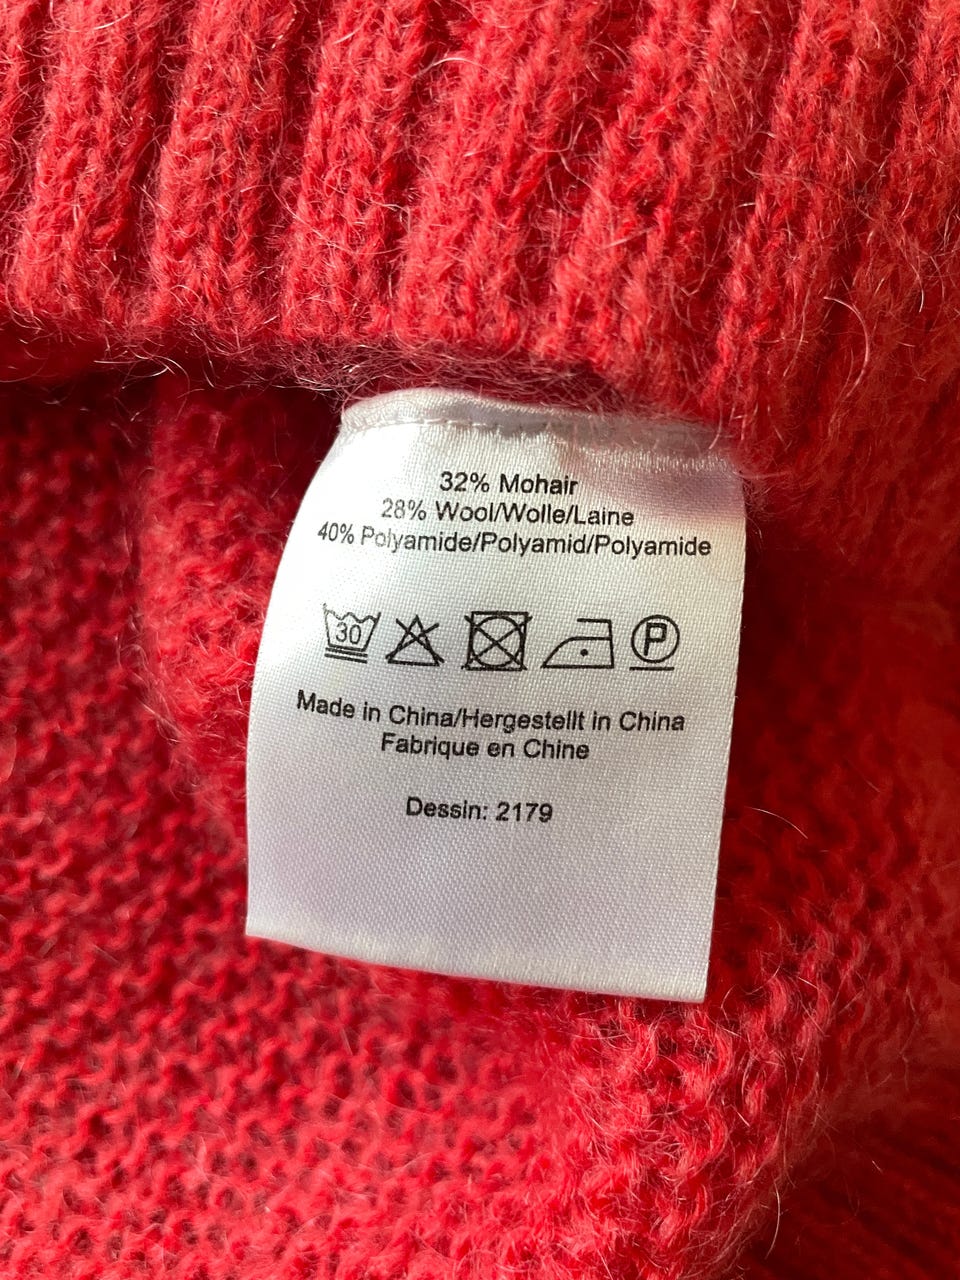 32% Mohair
28% Wool/Wolle/Laine
40% Polyamide/Polyamid/Polyamide
30 P
Made in China/Hergestellt in China
Fabrique en Chine
Dessin: 2179